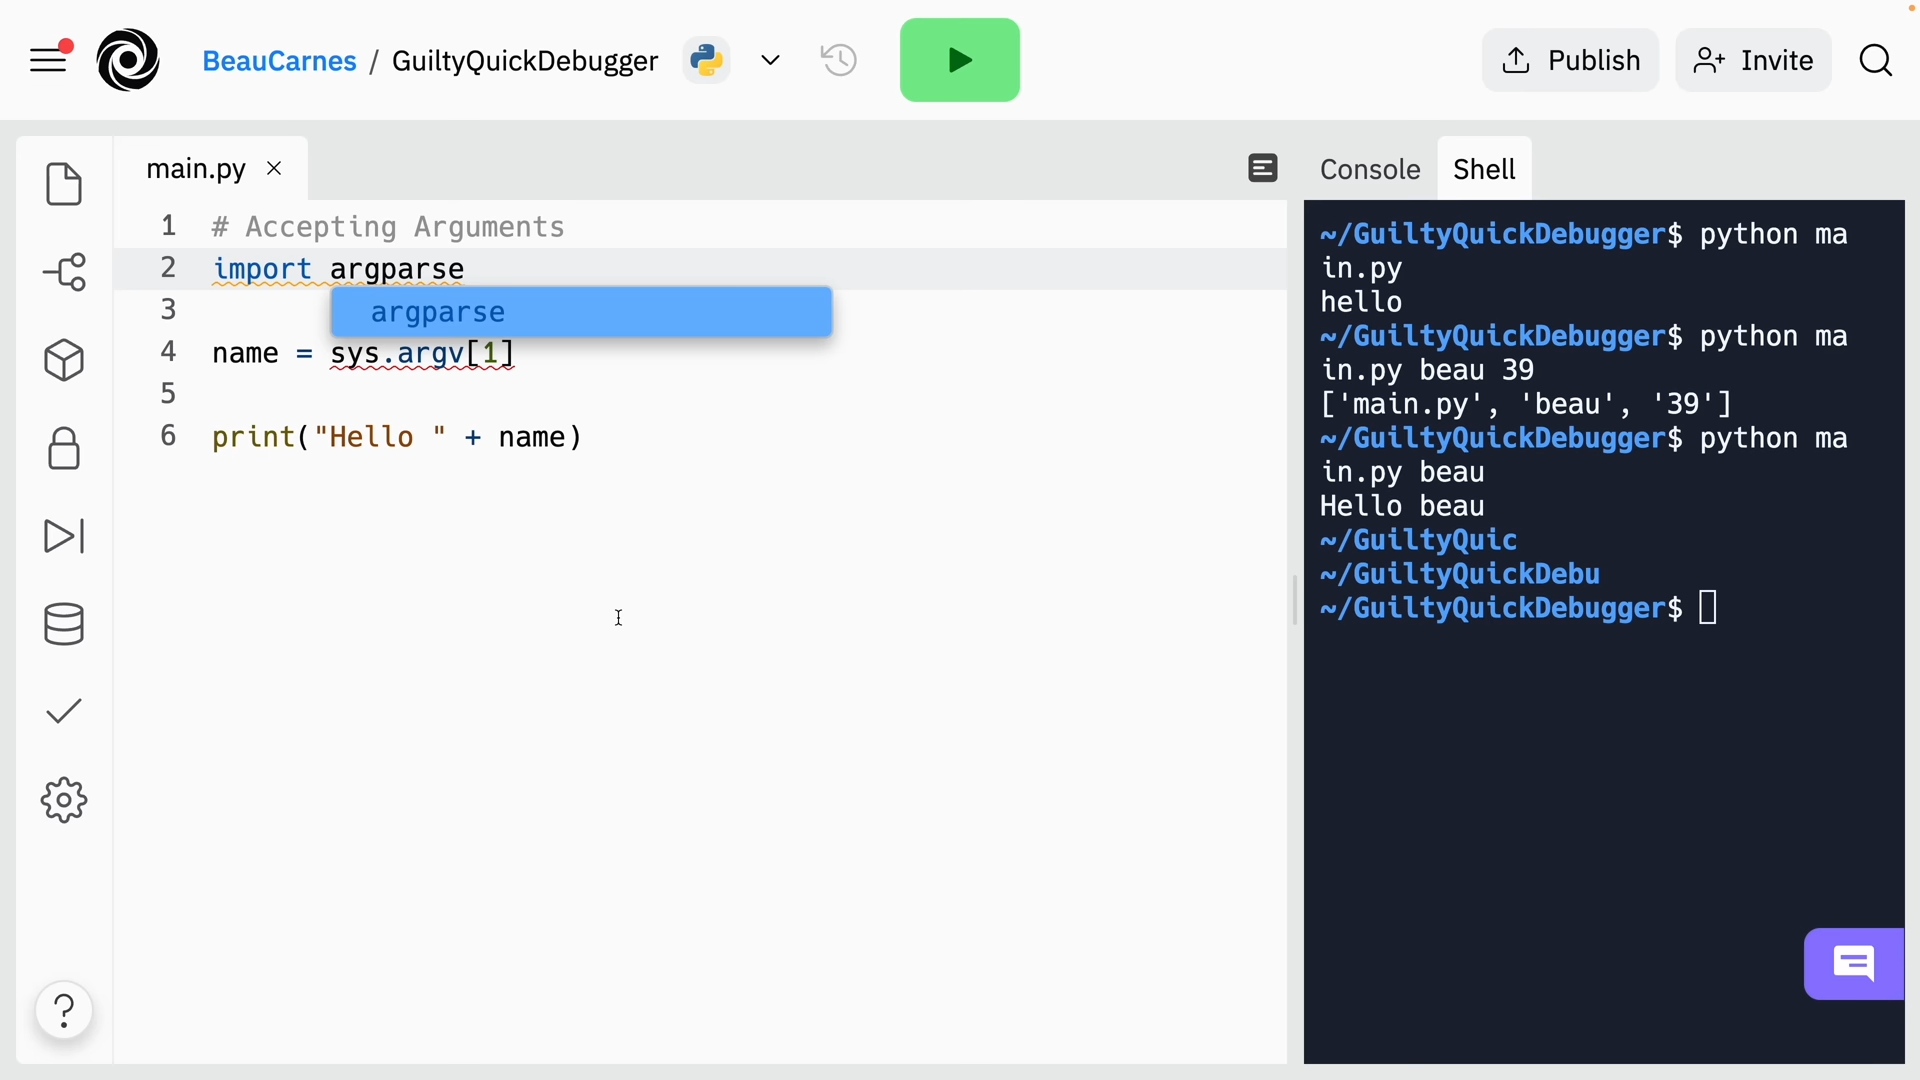 BeauCarnes / GuiltyQuickDebugger
Publish
Invite
main.py
Console
Shell
1 # Accepting Arguments
2 import argparse
argparse
3
4 name = sys.argv[1]
5
6 print("Hello " + name)
~/GuiltyQuickDebugger$ python ma
in.py
hello
~/GuiltyQuickDebugger$ python ma
in.py beau 39
['main.py', 'beau', '39']
~/GuiltyQuickDebugger$ python ma
in.py beau
Hello beau
~/GuiltyQuic
~/GuiltyQuickDebu
~/GuiltyQuickDebugger$
?